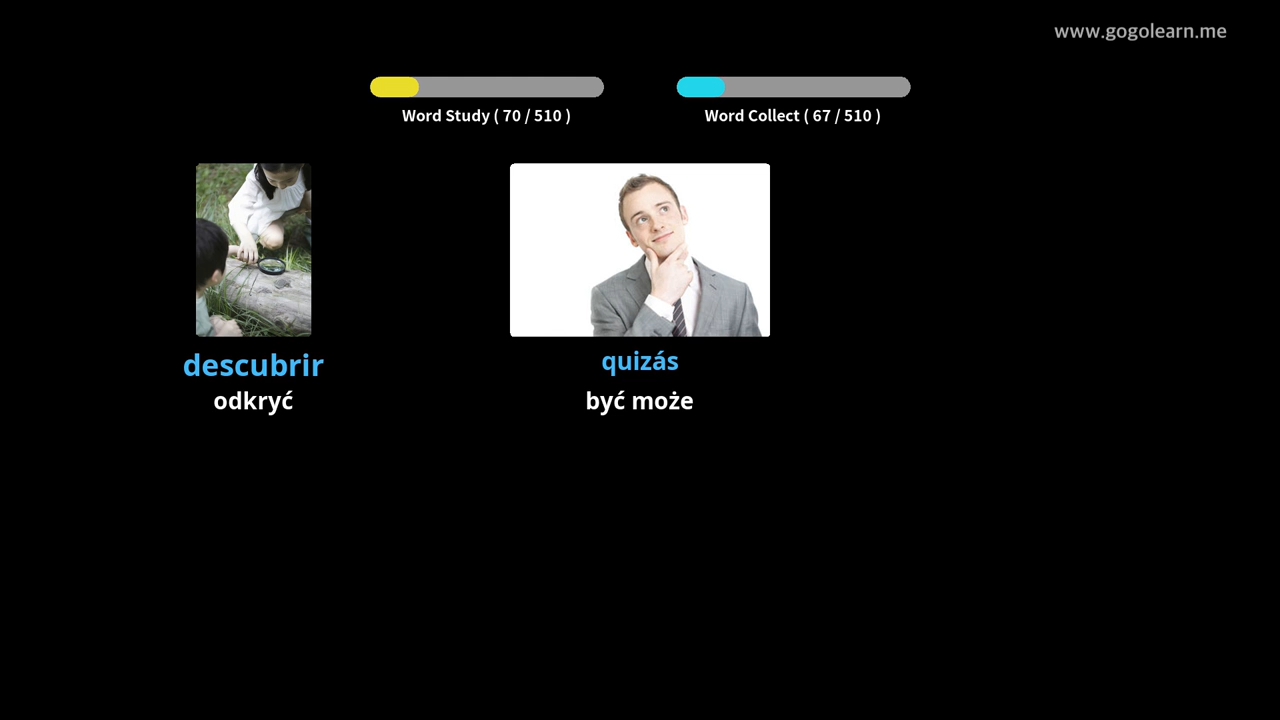 www.gogolearn.me
Word Study ( 70 / 510 )
Word Collect ( 67 / 510 )
descubrir
odkryć
quizás
być może